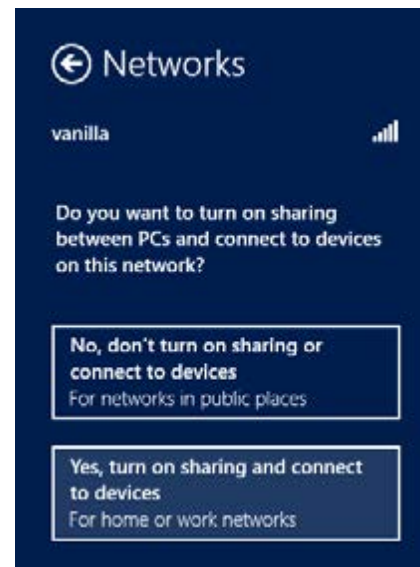 Networks
vanilla
Do you want to turn on sharing
between PCs and connect to devices
on this network?
No, don't turn on sharing or
connect to devices
For networks in public places
Yes, turn on sharing and connect
to devices
For home or work networks